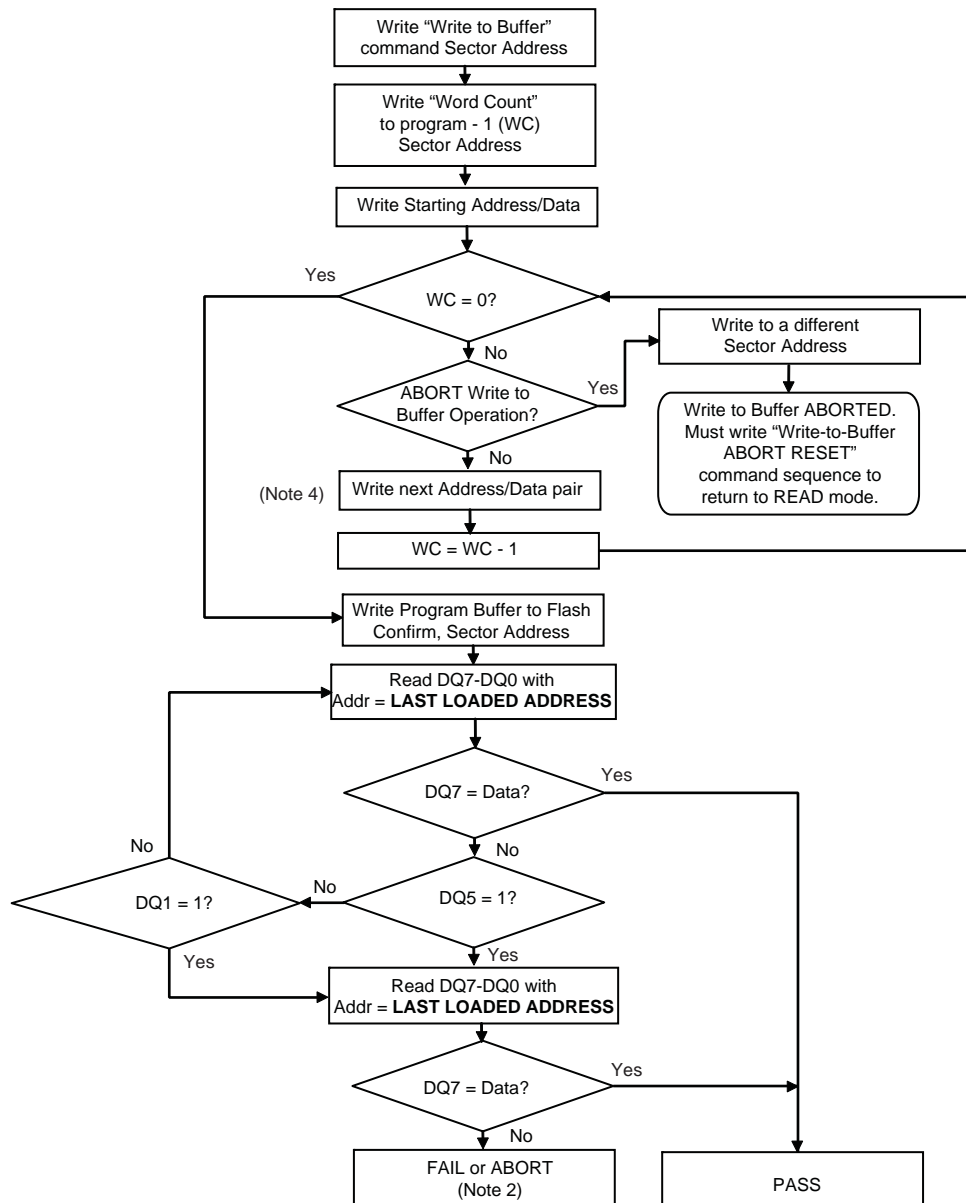 Write “Write to Buffer”
command Sector Address
Write “Word Count”
to program - 1 (WC)
Sector Address
Write Starting Address/Data
Yes
WC = 0?
No
Write to a different
Sector Address
ABORT Write to
Buffer Operation?
Yes
No
Write to Buffer ABORTED.
Must write “Write-to-Buffer
ABORT RESET”
command sequence to
return to READ mode.
(Note 4)
Write next Address/Data pair
WC = WC - 1
Write Program Buffer to Flash
Confirm, Sector Address
Read DQ7-DQ0 with
Addr = LAST LOADED ADDRESS
DQ7 = Data?
Yes
No
No
DQ1 = 1?
No
DQ5 = 1?
Yes
Yes
Read DQ7-DQ0 with
Addr = LAST LOADED ADDRESS
DQ7 = Data?
Yes
No
FAIL or ABORT
(Note 2)
PASS